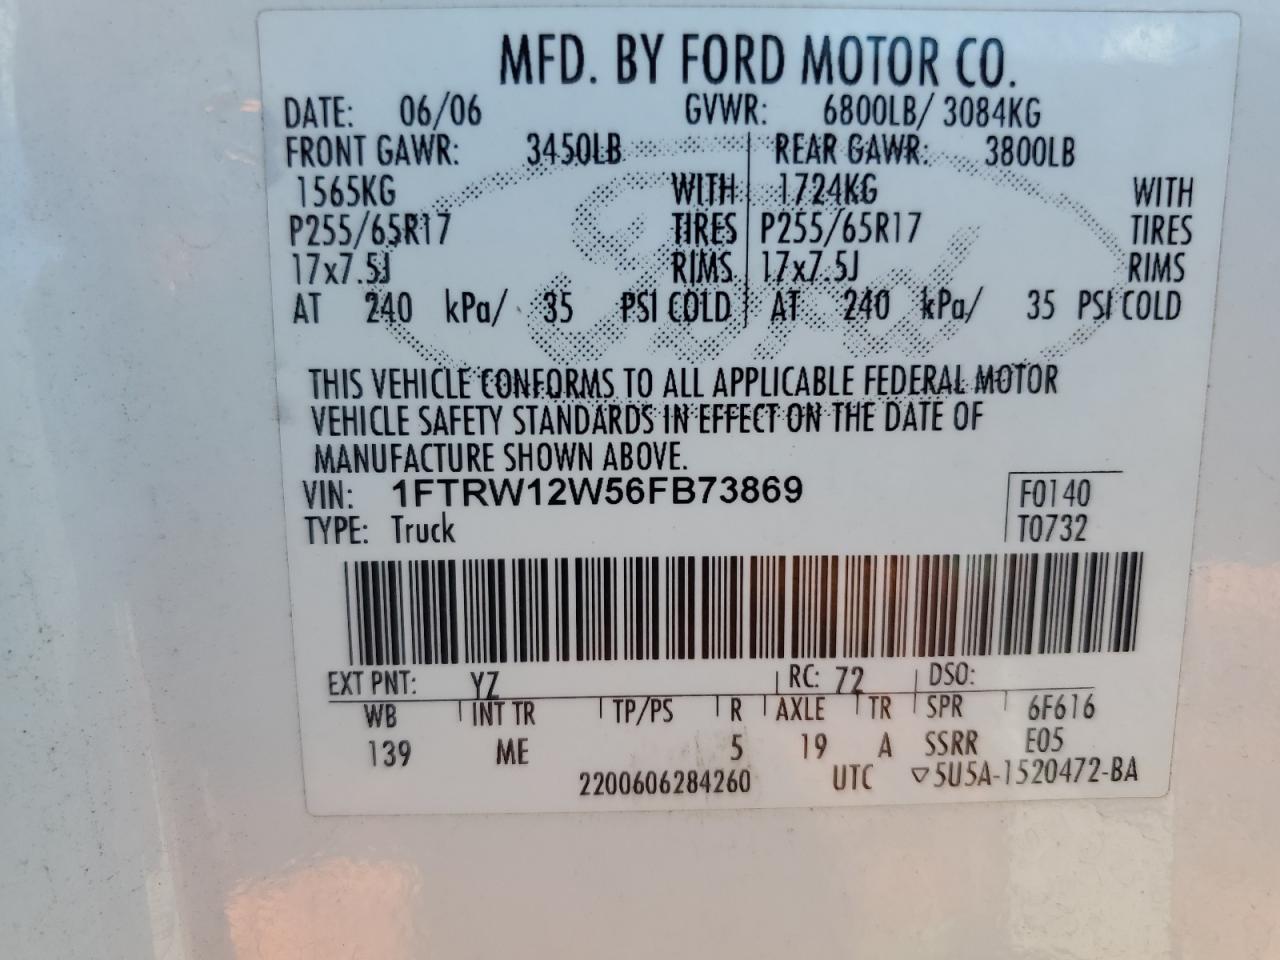 MFD. BY FORD MOTOR CO.
DATE: 06/06 GVWR: 6800LB/ 3084KG
FRONT GAWR: 3450LB REAR GAWR: 3800LB
1565KG WITH 1724KG WITH
P255/65R17 TIRES P255/65R17 TIRES
17x7.5J RIMS 17x7.5J RIMS
AT 240 kPa/ 35 PSI COLD AT 240 kPa/ 35 PSI COLD
Ford
THIS VEHICLE CONFORMS TO ALL APPLICABLE FEDERAL MOTOR
VEHICLE SAFETY STANDARDS IN EFFECT ON THE DATE OF
MANUFACTURE SHOWN ABOVE.
VIN: 1FTRW12W56FB73869 F0140
TYPE: Truck T0732
EXT PNT: YZ RC: 72 DSO:
WB INT TR TP/PS R AXLE TR SPR 6F616
139 ME 5 19 A SSRR E05
2200606284260 UTC ▽5U5A-1520472-BA